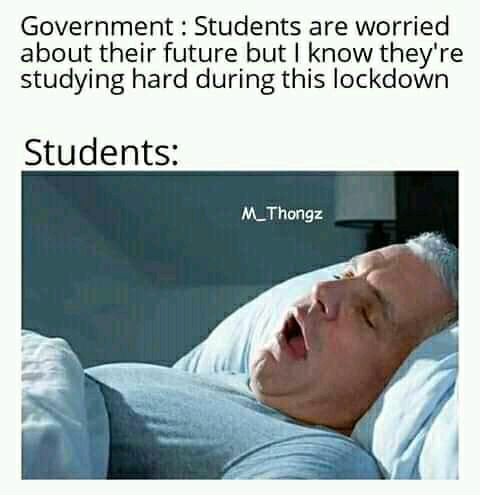 Government : Students are worried
about their future but I know they're
studying hard during this lockdown
Students:
M_Thongz